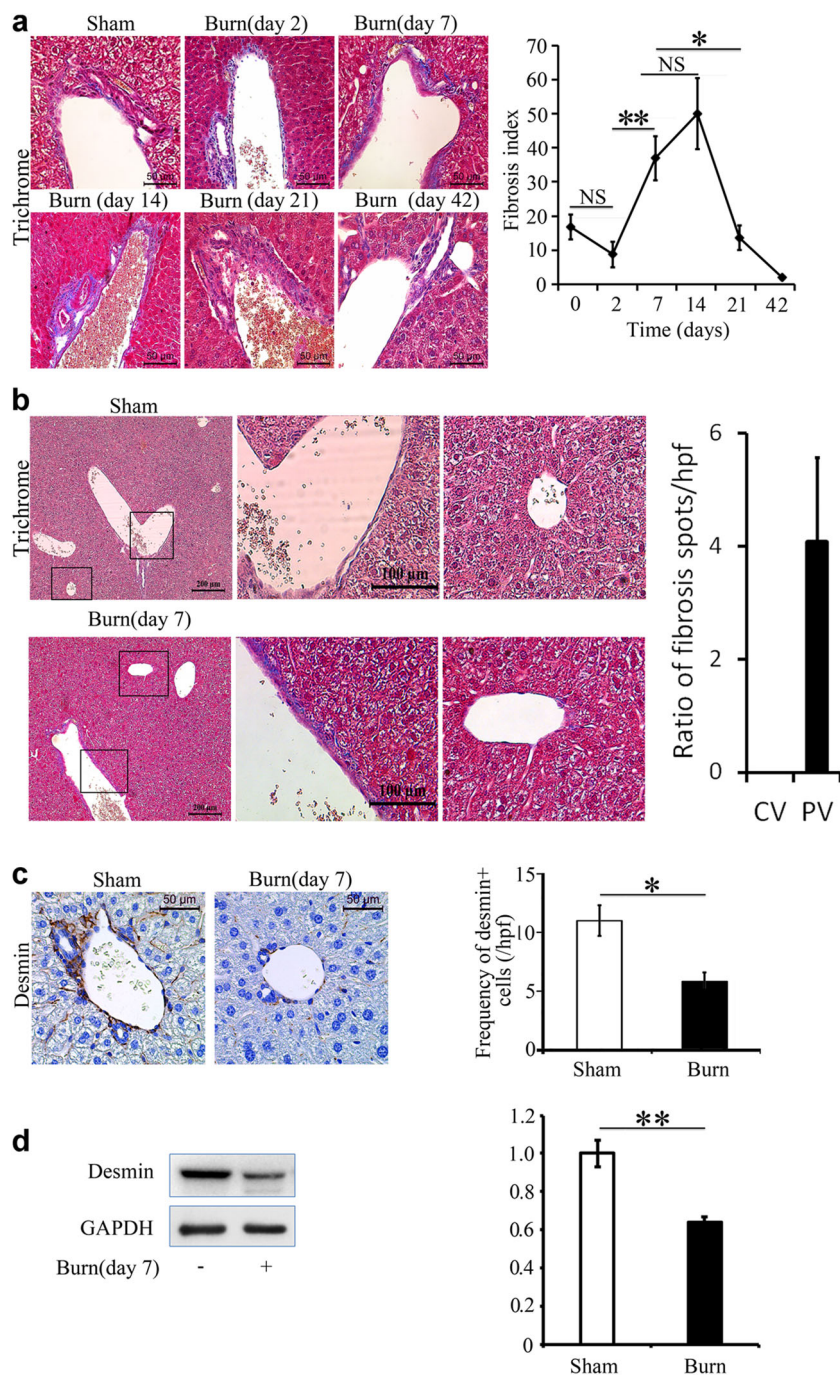 a
Sham
Burn(day 2)
Burn(day 7)
Trichrome
50 µm
50 µm
50 µm
Burn (day 14)
Burn (day 21)
Burn (day 42)
50 µm
50 µm
50 µm
Fibrosis index
70
60
50
40
30
20
10
0
NS
**
NS
*
0 2 7 14 21 42
Time (days)
b
Sham
Trichrome
200 µm
100 µm
Burn(day 7)
200 µm
100 µm
Ratio of fibrosis spots/hpf
6
4
2
0
CV PV
c
Sham
Burn(day 7)
Desmin
50 µm
50 µm
Frequency of desmin+
cells (/hpf)
15
10
5
0
*
Sham Burn
d
Desmin
GAPDH
Burn(day 7) - +
1.2
1.0
0.8
0.6
0.4
0.2
0
**
Sham Burn